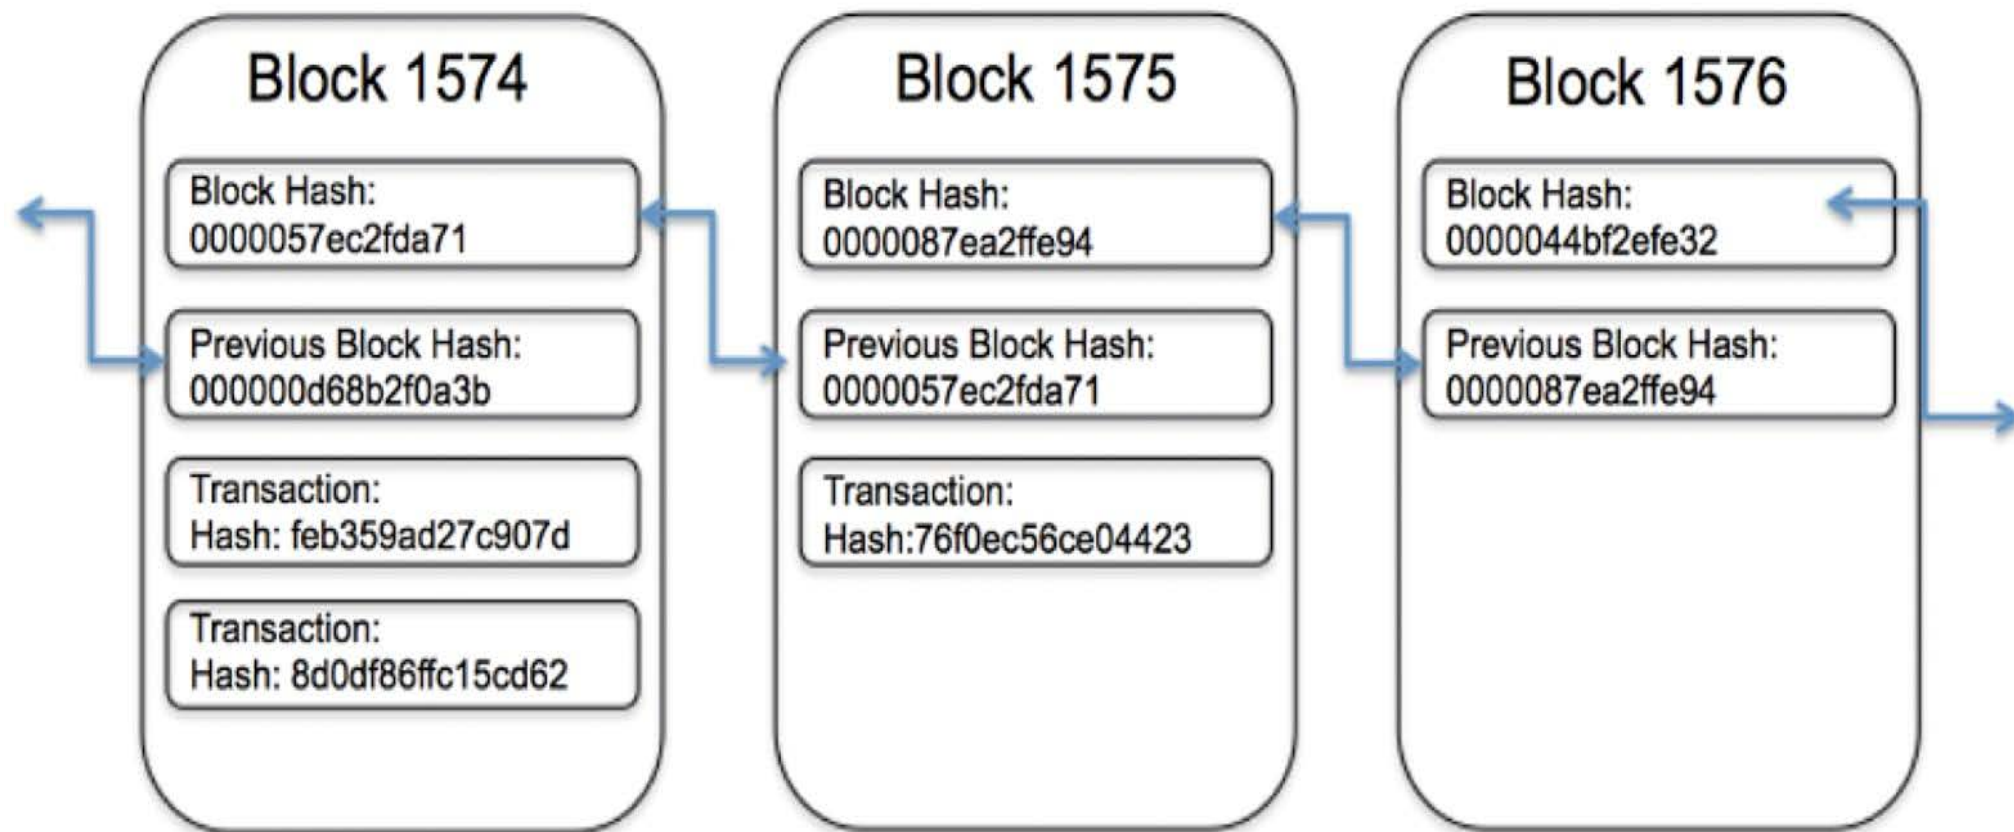 Block 1574
Block Hash:
0000057ec2fda71
Previous Block Hash:
000000d68b2f0a3b
Transaction:
Hash: feb359ad27c907d
Transaction:
Hash: 8d0df86ffc15cd62
Block 1575
Block Hash:
0000087ea2ffe94
Previous Block Hash:
0000057ec2fda71
Transaction:
Hash:76f0ec56ce04423
Block 1576
Block Hash:
0000044bf2efe32
Previous Block Hash:
0000087ea2ffe94